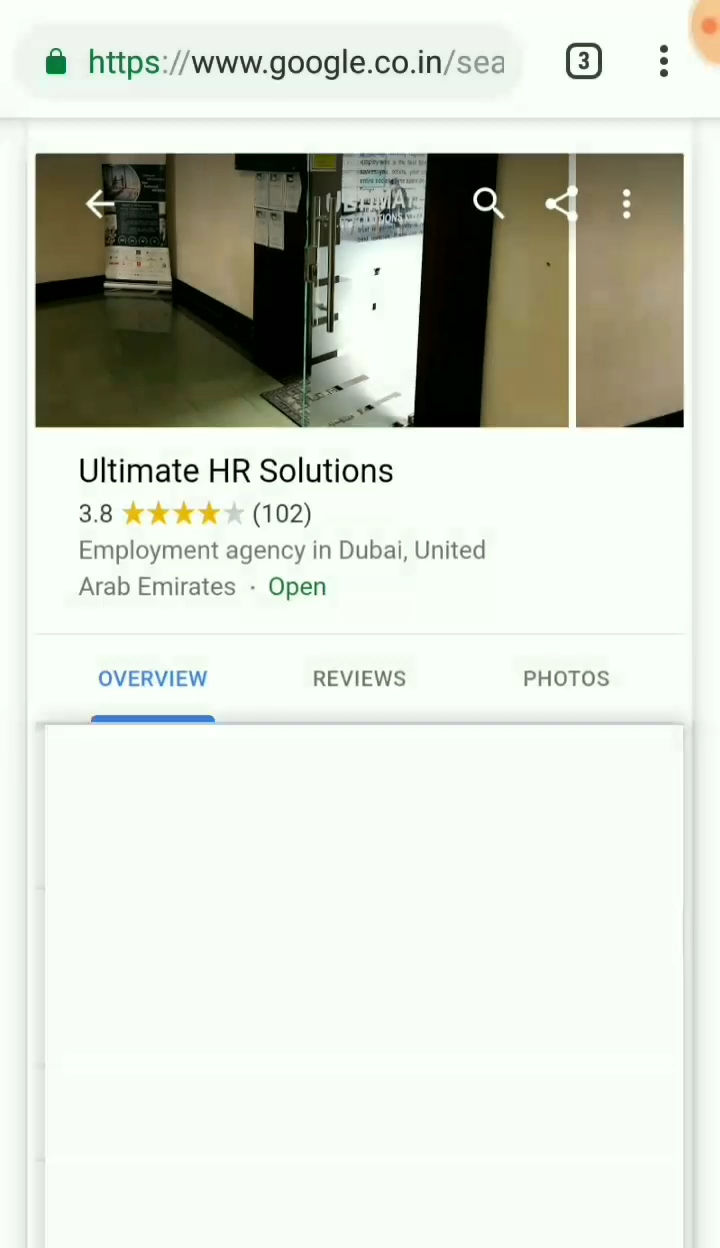 https://www.google.co.in/sea
3
Ultimate HR Solutions
3.8 (102)
Employment agency in Dubai, United
Arab Emirates · Open
OVERVIEW REVIEWS PHOTOS